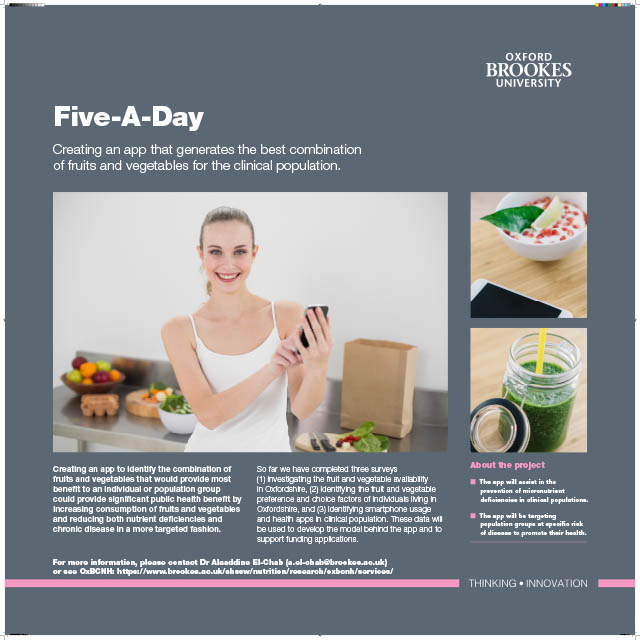 OXFORD
BROOKES
UNIVERSITY
Five-A-Day
Creating an app that generates the best combination
of fruits and vegetables for the clinical population.
Creating an app to identify the combination of
fruits and vegetables that would provide most
benefit to an individual or population group
could provide significant public health benefit by
increasing consumption of fruits and vegetables
and reducing both nutrient deficiencies and
chronic disease in a more targeted fashion.
So far we have completed three surveys
(1) investigating the fruit and vegetable availability
in Oxfordshire, (2) identifying the fruit and vegetable
preference and choice factors of individuals living in
Oxfordshire, and (3) identifying smartphone usage
and health apps in clinical population. These data will
be used to develop the model behind the app and to
support funding applications.
About the project
■ The app will assist in the
prevention of micronutrient
deficiencies in clinical populations.
■ The app will be targeting
population groups at specific risk
of disease to promote their health.
For more information, please contact Dr Alaaddine El-Chab (a.el-chab@brookes.ac.uk)
or see OxBCNH: https://www.brookes.ac.uk/shssw/nutrition/research/oxbcnh/services/
THINKING • INNOVATION